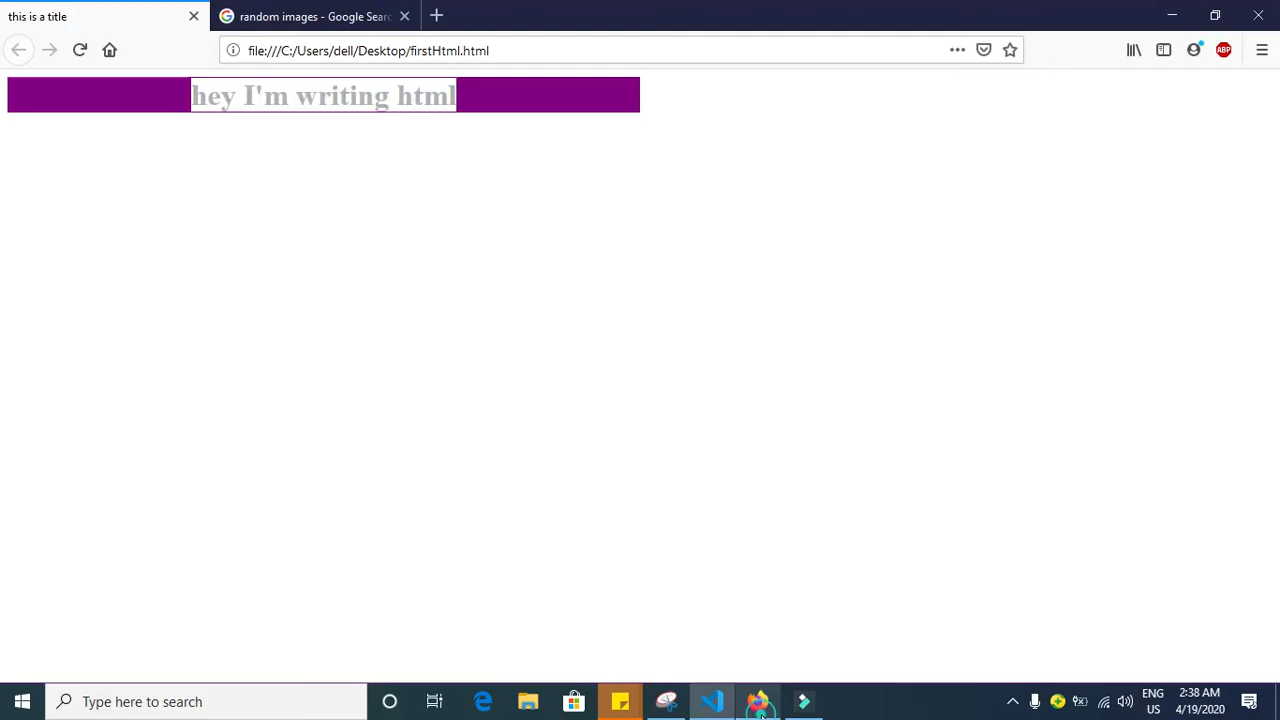 this is a title
random images - Google Searc
file:///C:/Users/dell/Desktop/firstHtml.html
ABP
hey I'm writing html
Type here to search
ENG
US
2:38 AM
4/19/2020